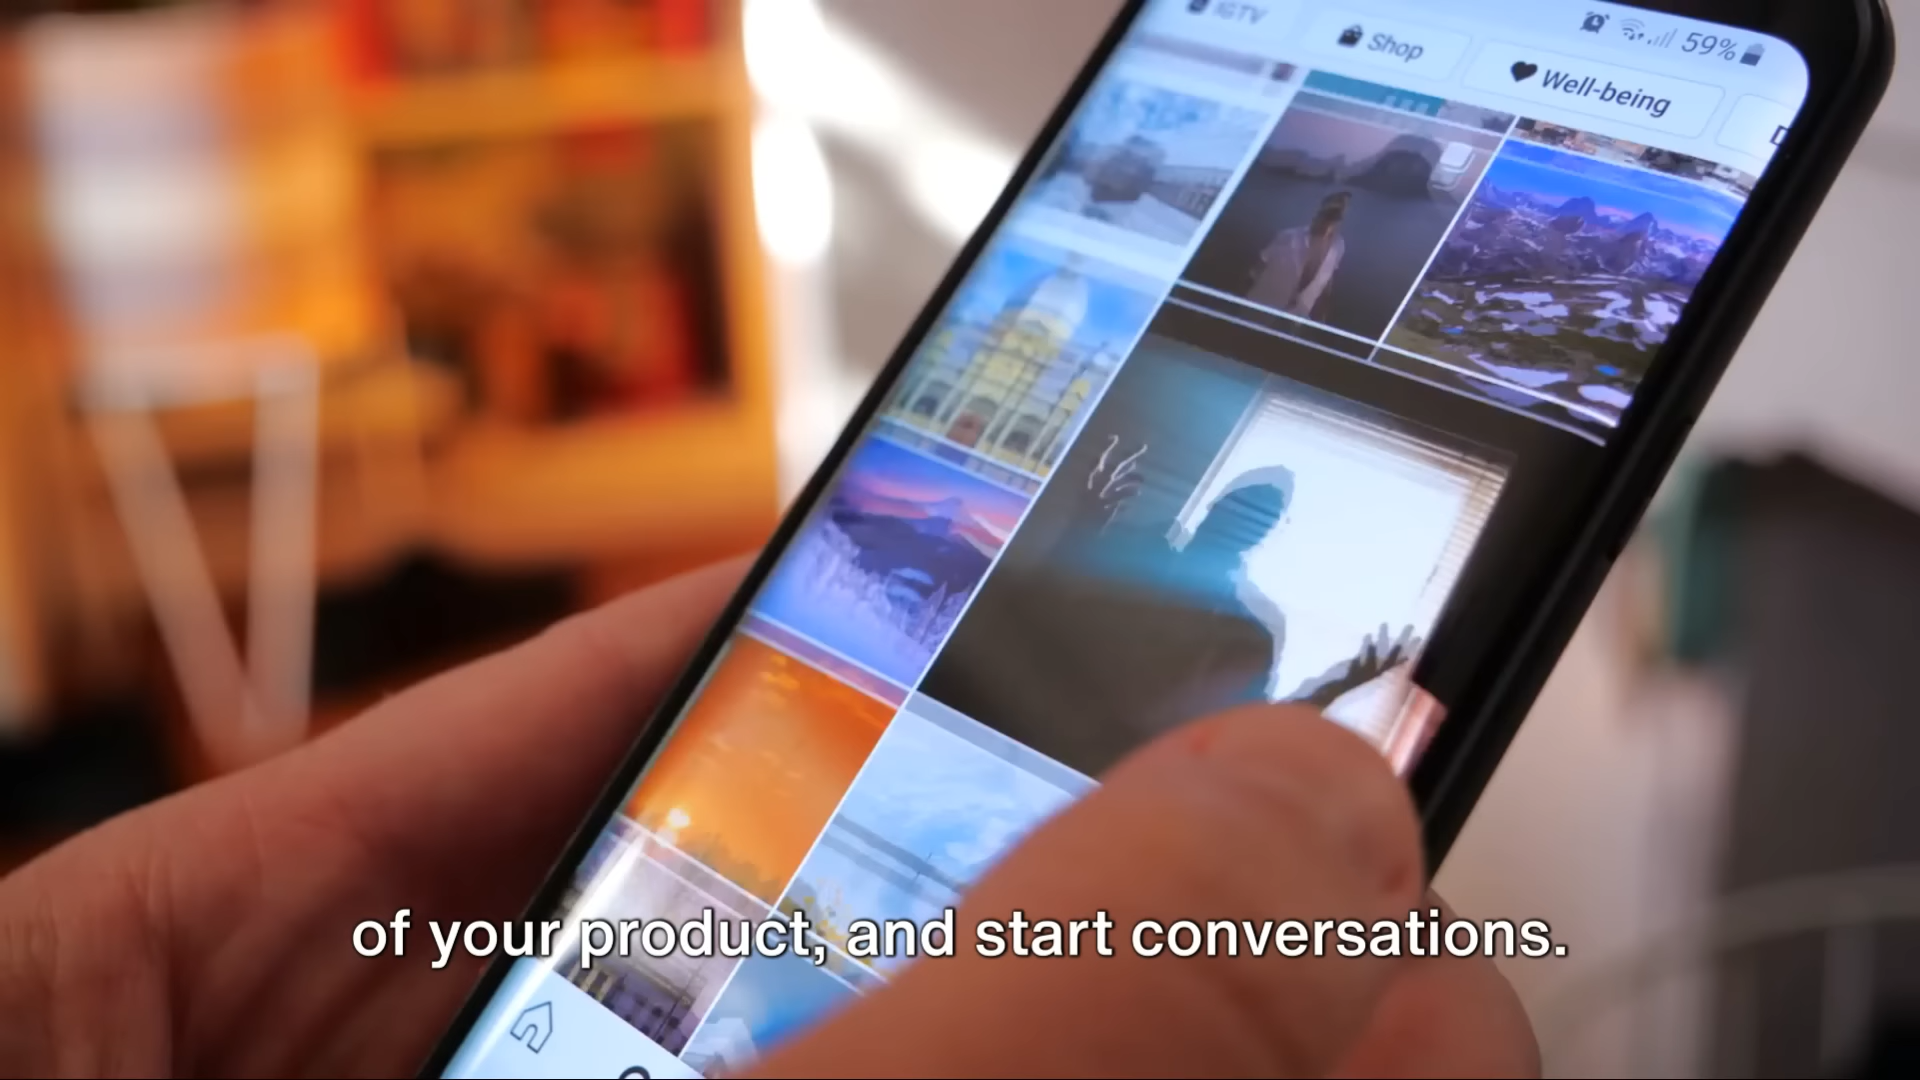 IGTV
Shop
59%
Well-being
of your product, and start conversations.